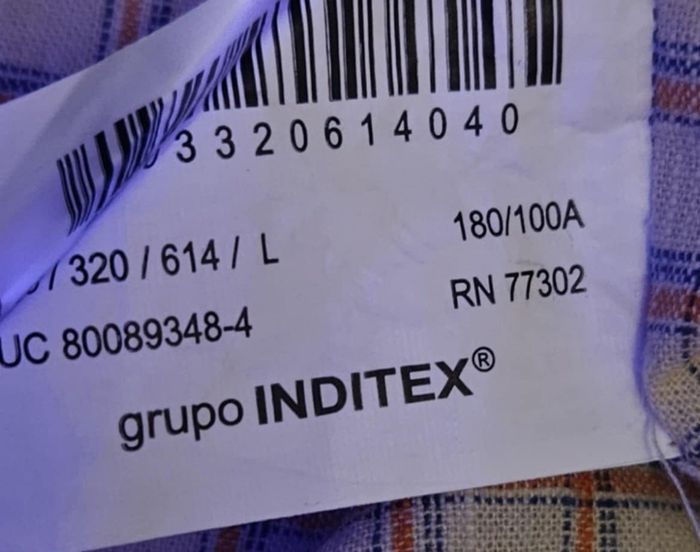 3320614040
/ 320 / 614 / L
180/100A
UC 80089348-4
RN 77302
grupo INDITEX®